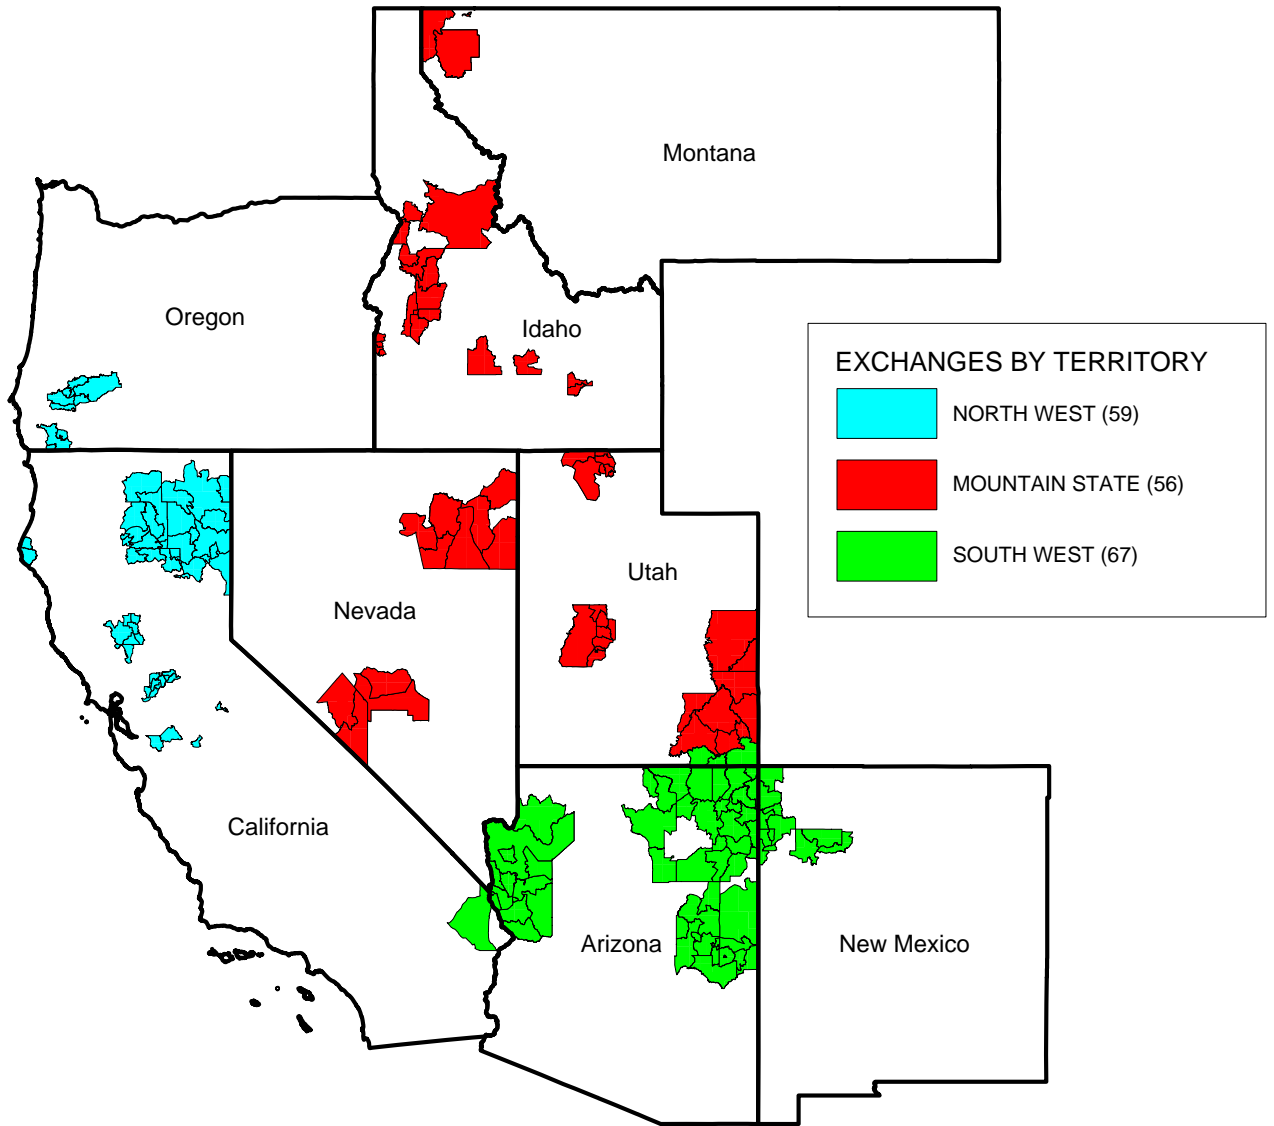 Montana
Oregon
Idaho
EXCHANGES BY TERRITORY
NORTH WEST (59)
MOUNTAIN STATE (56)
SOUTH WEST (67)
Utah
Nevada
California
Arizona
New Mexico